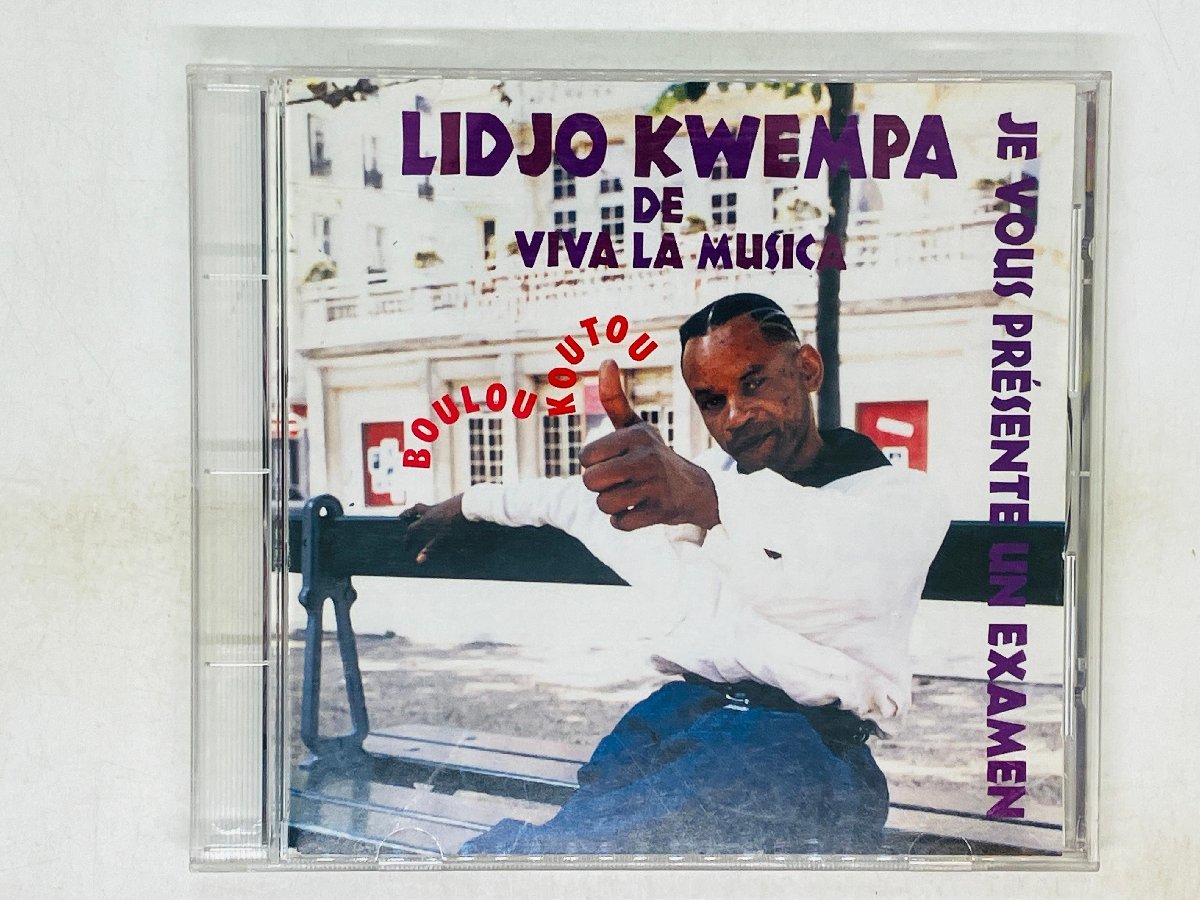 LIDJO KWEMPA
DE
VIVA LA MUSICA
BOULOU KOUTOU
JE VOUS PRÉSENTE UN EXAMEN